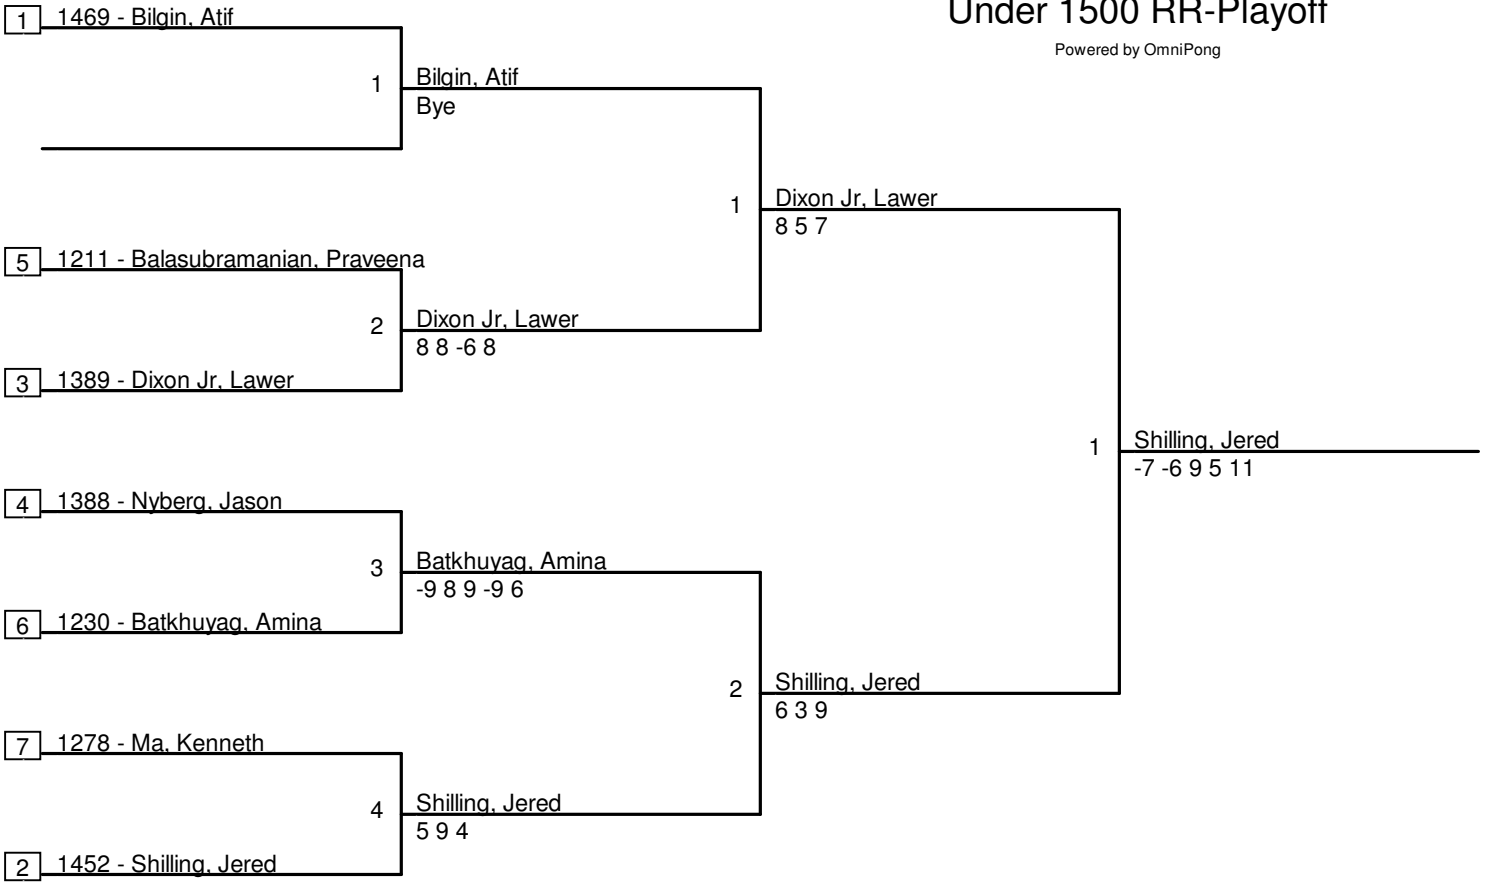 Under 1500 RR-Playoff
Powered by OmniPong
1 1469 - Bilgin, Atif
1 Bilgin, Atif
Bye
1 Dixon Jr, Lawer
8 5 7
5 1211 - Balasubramanian, Praveena
2 Dixon Jr, Lawer
8 8 -6 8
3 1389 - Dixon Jr, Lawer
1 Shilling, Jered
-7 -6 9 5 11
4 1388 - Nyberg, Jason
3 Batkhuyag, Amina
-9 8 9 -9 6
6 1230 - Batkhuyag, Amina
2 Shilling, Jered
6 3 9
7 1278 - Ma, Kenneth
4 Shilling, Jered
5 9 4
2 1452 - Shilling, Jered